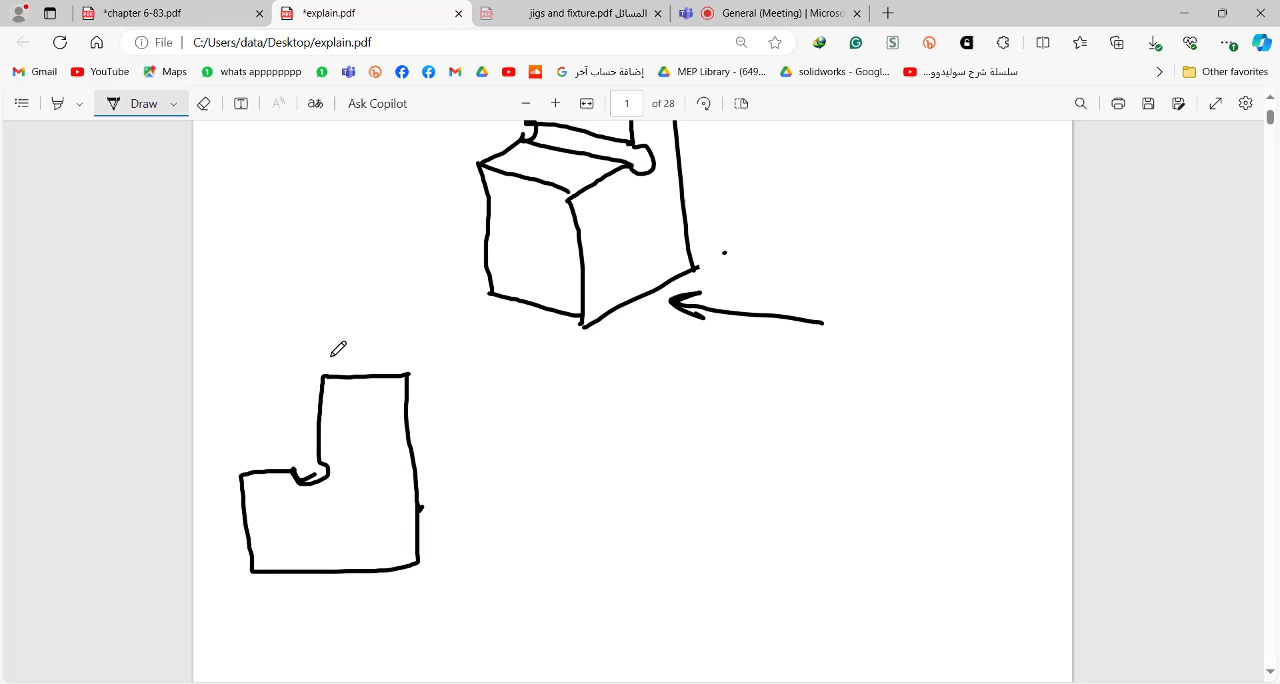 *chapter 6-83.pdf
*explain.pdf
jigs and fixture.pdf المسائل
General (Meeting) | Microso
File
C:/Users/data/Desktop/explain.pdf
Gmail
YouTube
Maps
whats apppppppp
إضافة حساب آخر
MEP Library - (649...
solidworks - Googl...
سلسلة شرح سوليدوو...
Other favorites
Draw
Ask Copilot
1
of 28